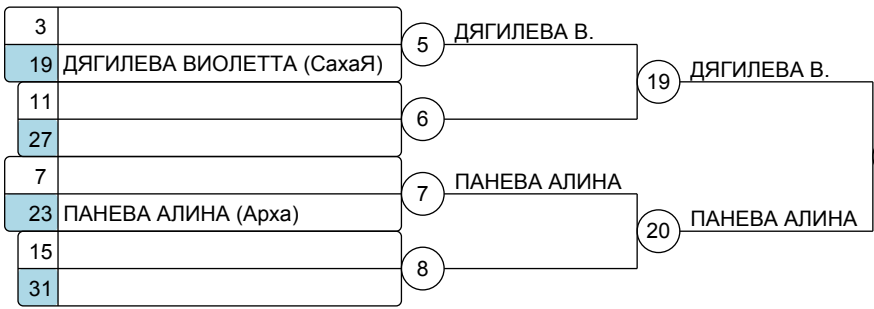 3
5 ДЯГИЛЕВА В.
19 ДЯГИЛЕВА ВИОЛЕТТА (СахаЯ)
19 ДЯГИЛЕВА В.
11
6
27
7
7 ПАНЕВА АЛИНА
23 ПАНЕВА АЛИНА (Арха)
20 ПАНЕВА АЛИНА
15
8
31